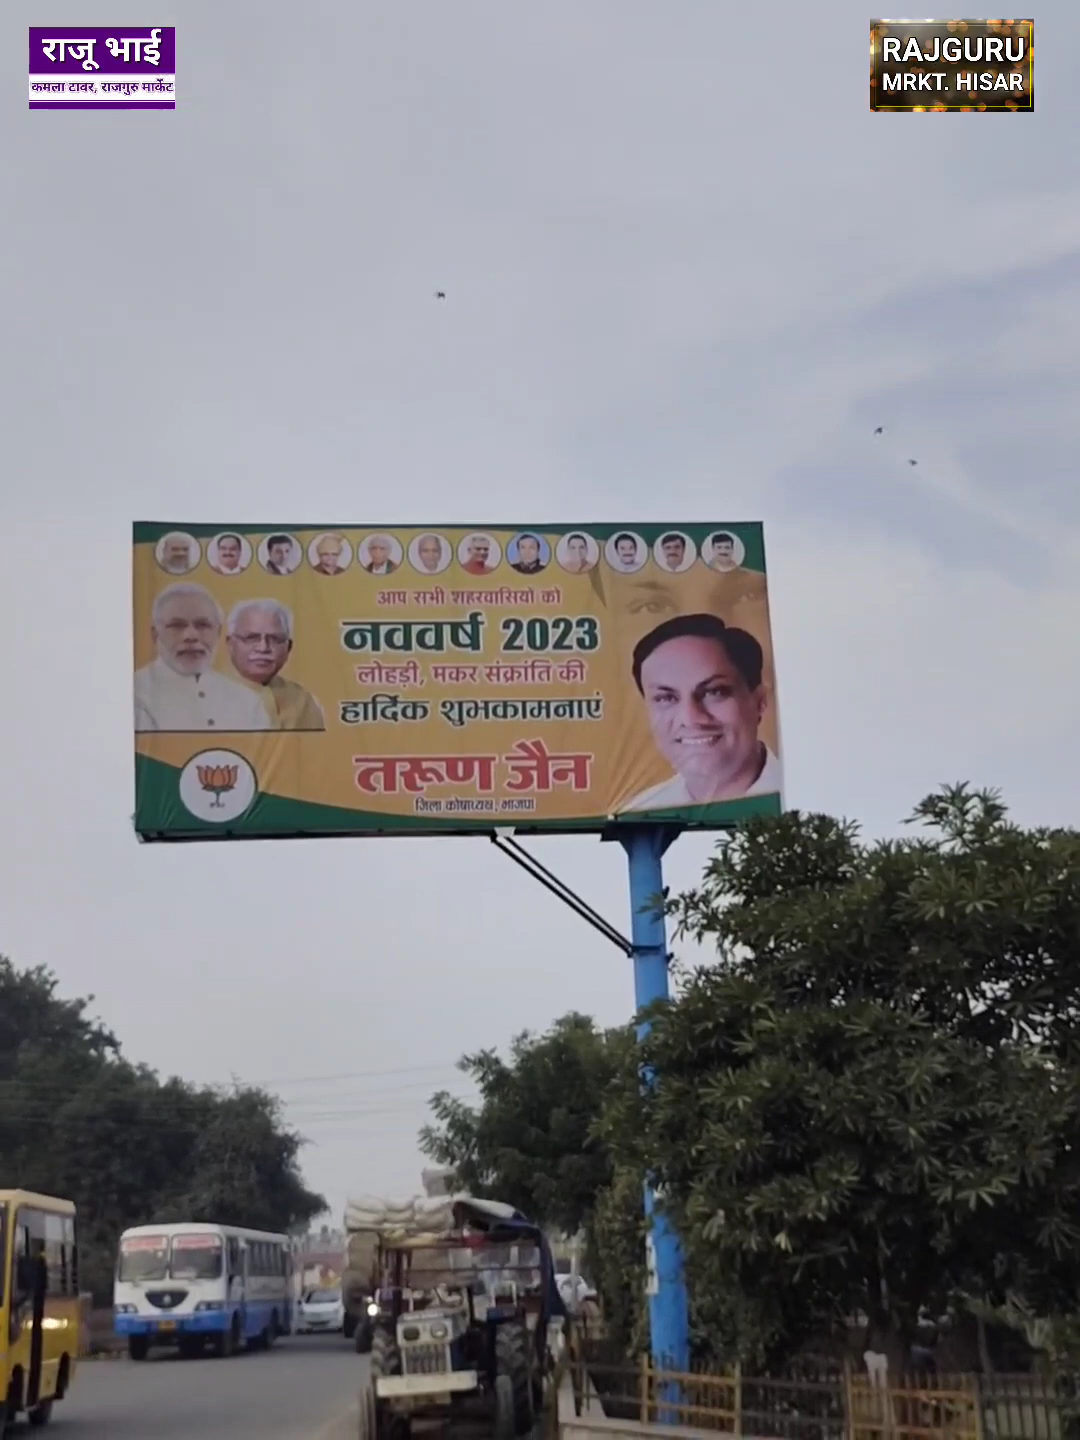 राजू भाई
कमला टावर, राजगुरु मार्केट
RAJGURU
MRKT. HISAR
आप सभी शहरवासियों को
नववर्ष 2023
लोहड़ी, मकर संक्रांति की
हार्दिक शुभकामनाएं
तरूण जैन
जिला कोषाध्यक्ष, भाजपा